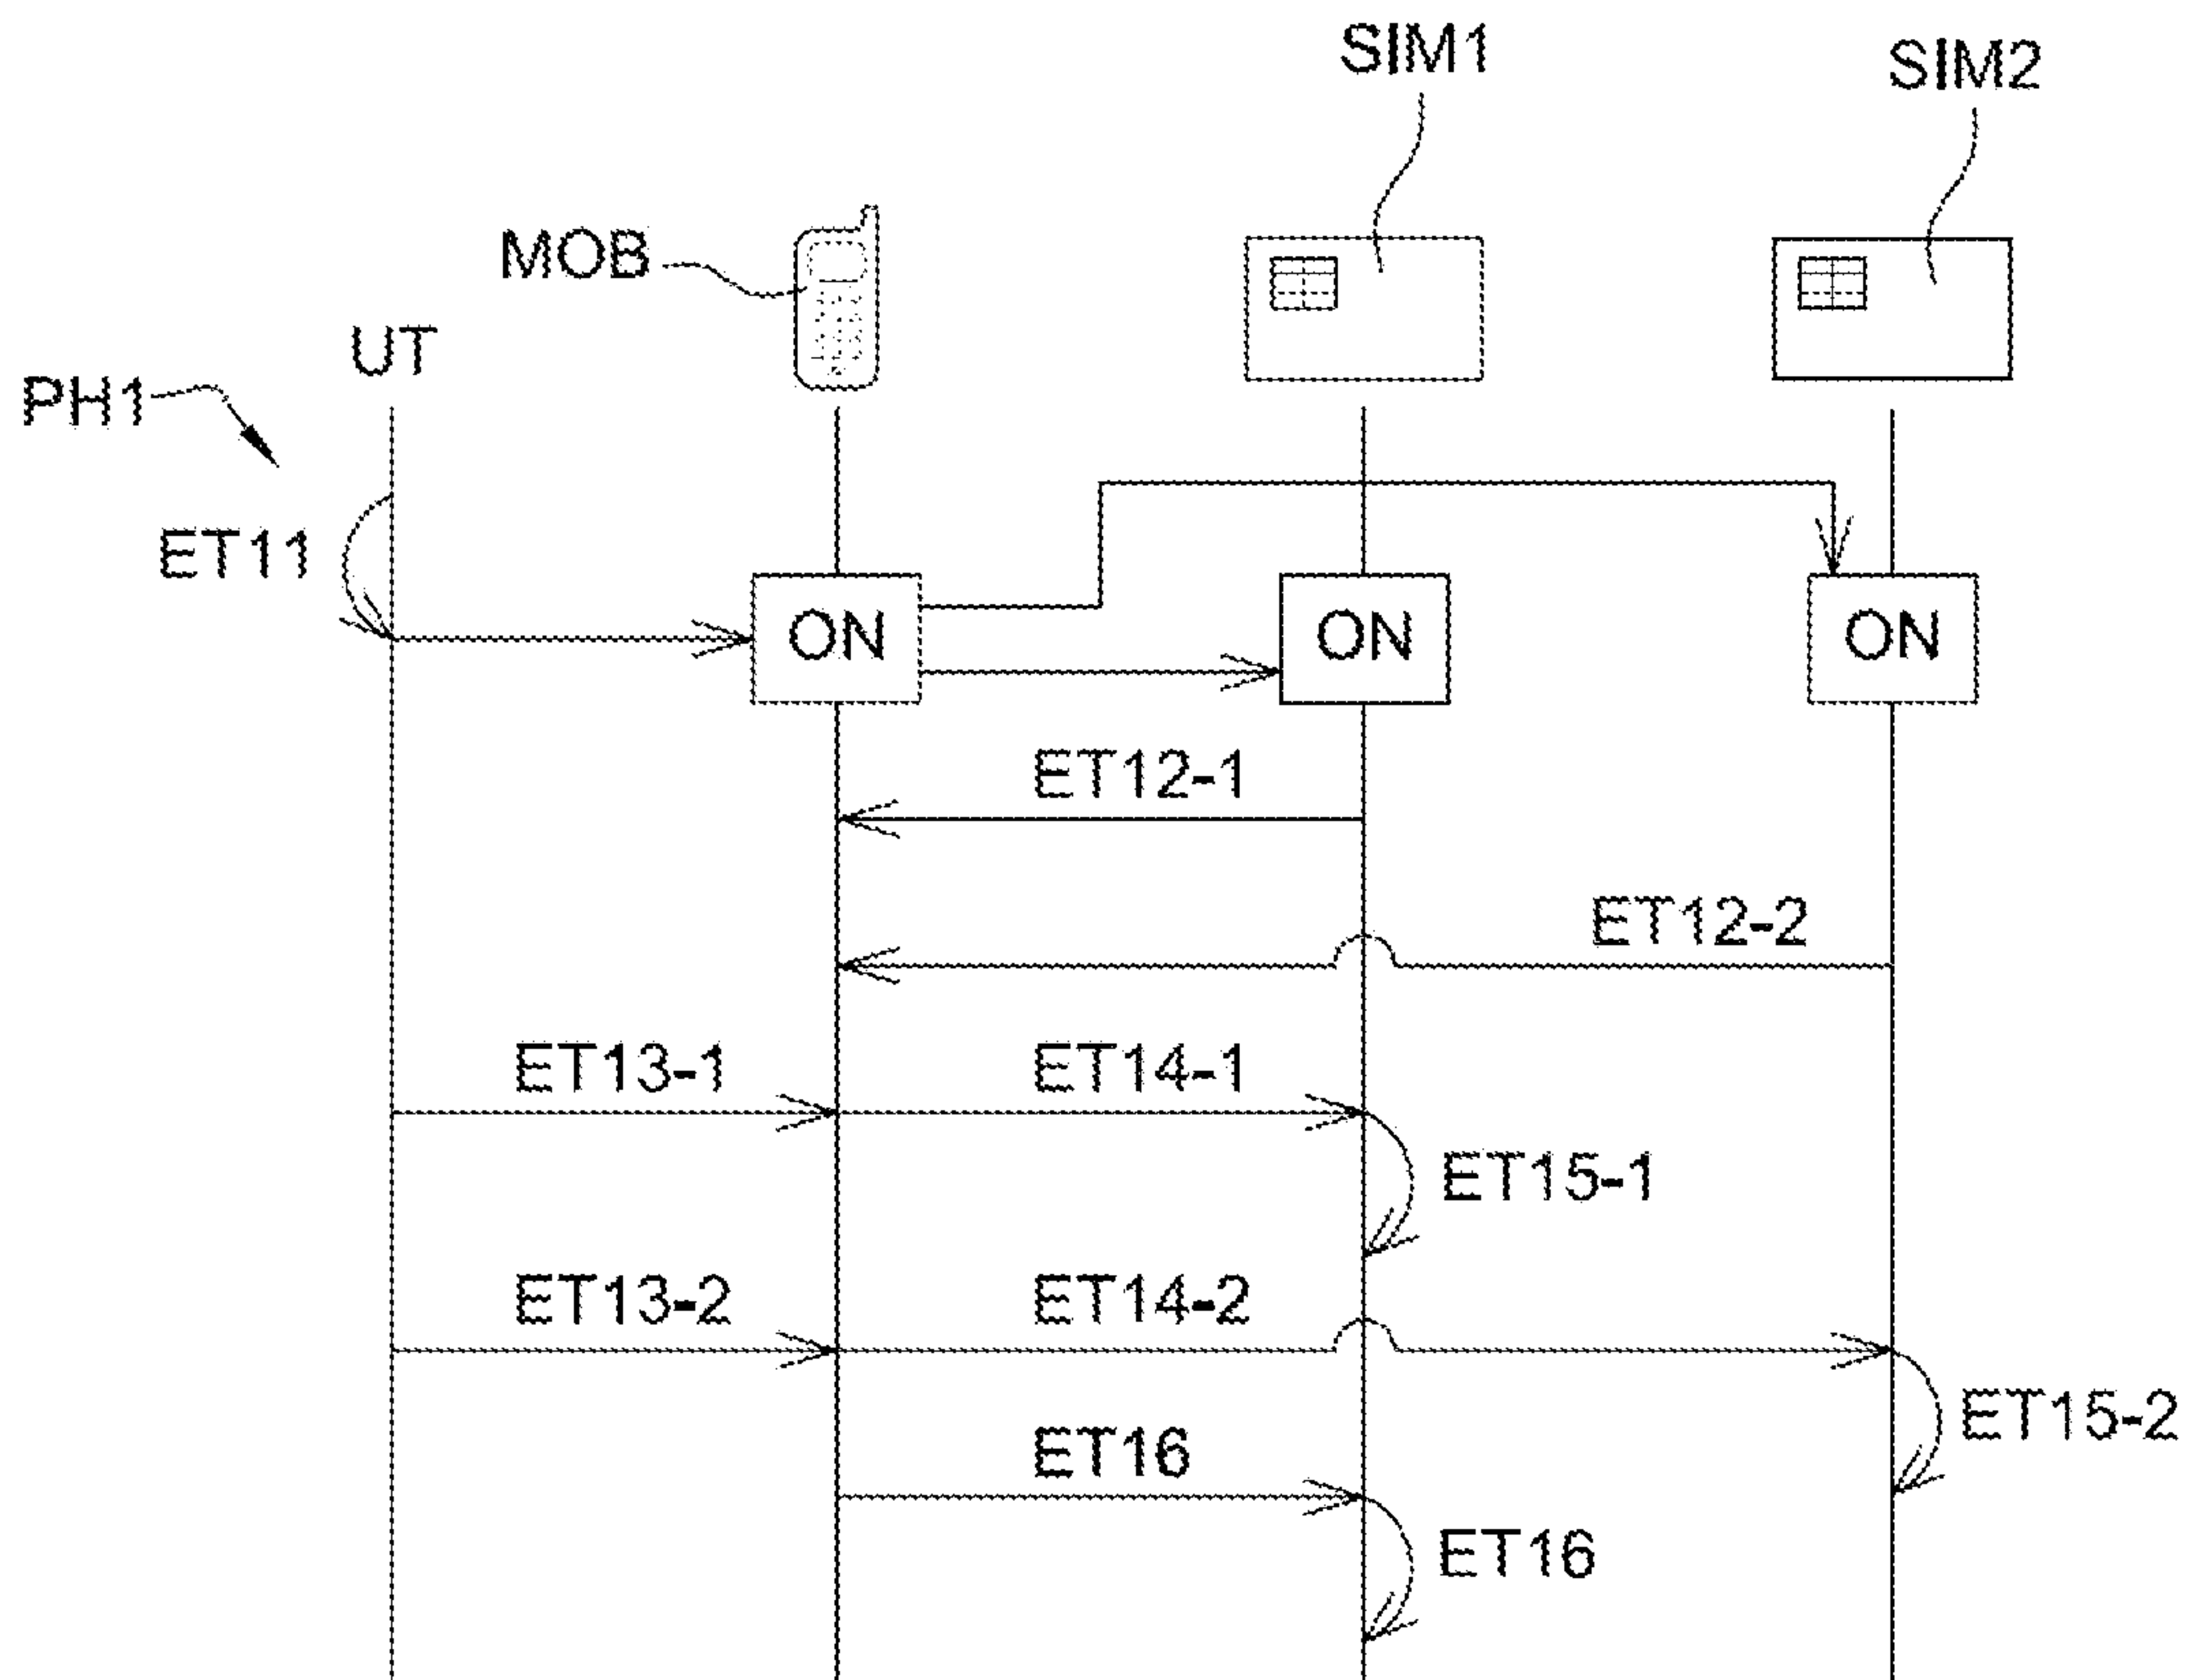 SIM1
SIM2
MOB
UT
PH1
ET11
ON
ON
ON
ET12-1
ET12-2
ET13-1
ET14-1
ET15-1
ET13-2
ET14-2
ET15-2
ET16
ET16